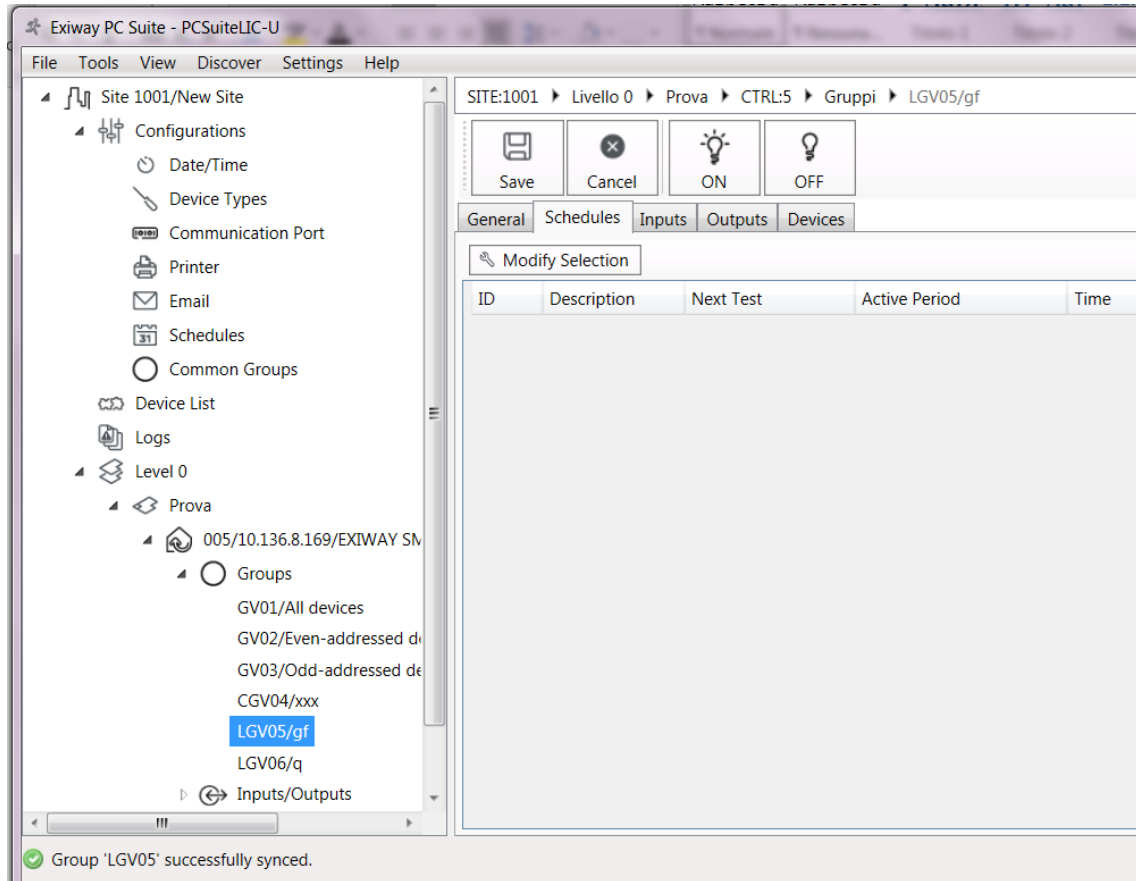 Exiway PC Suite - PCSuiteLIC-U
File Tools View Discover Settings Help
Site 1001/New Site
Configurations
Date/Time
Device Types
Communication Port
Printer
Email
31
Schedules
Common Groups
Device List
Logs
Level 0
Prova
005/10.136.8.169/EXIWAY SM
Groups
GV01/All devices
GV02/Even-addressed de
GV03/Odd-addressed de
CGV04/xxx
LGV05/gf
LGV06/q
Inputs/Outputs
SITE:1001 Livello 0 Prova CTRL:5 Gruppi LGV05/gf
Save Cancel ON OFF
General Schedules Inputs Outputs Devices
Modify Selection
ID Description Next Test Active Period Time
Group 'LGV05' successfully synced.